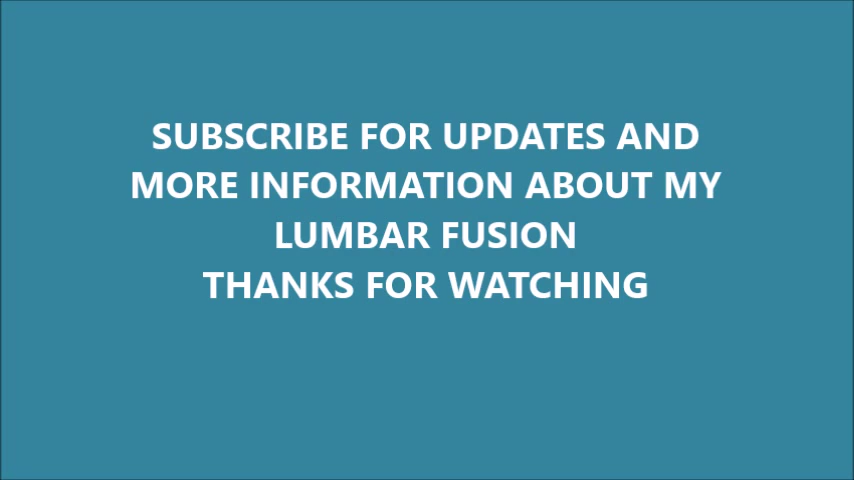 SUBSCRIBE FOR UPDATES AND
MORE INFORMATION ABOUT MY
LUMBAR FUSION
THANKS FOR WATCHING